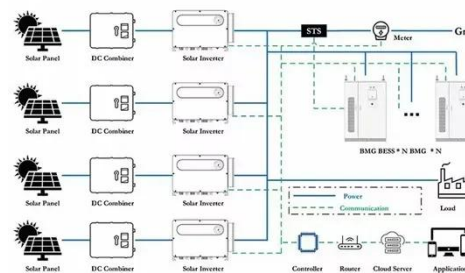 STS
Meter
Solar Panel
DC Combiner
Solar Inverter
Solar Panel
DC Combiner
Solar Inverter
BMG BESS * N BMG * N
Solar Panel
DC Combiner
Solar Inverter
Power
Communication
Load
Solar Panel
DC Combiner
Solar Inverter
Controller
Router
Cloud Server